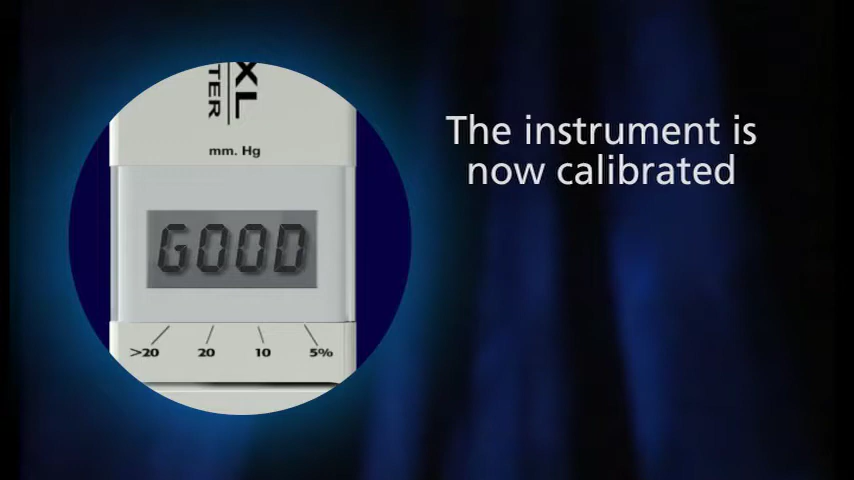 XL
TER
mm. Hg
GOOD
>20 20 10 5%
The instrument is
now calibrated